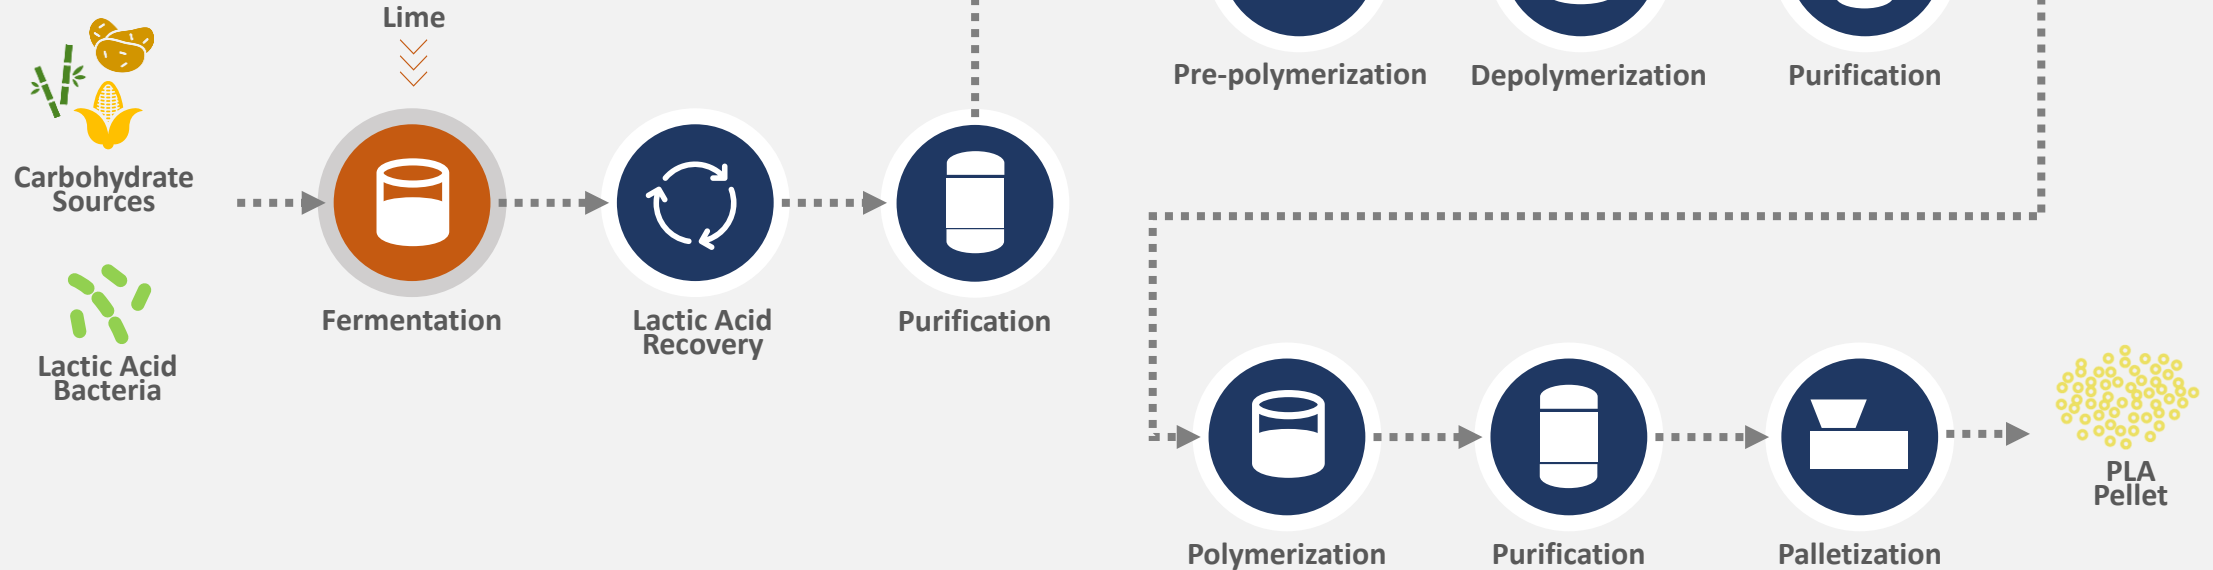 Lime
Pre-polymerization
Depolymerization
Purification
Carbohydrate
Sources
Fermentation
Lactic Acid
Recovery
Purification
Lactic Acid
Bacteria
PLA
Pellet
Polymerization
Purification
Palletization